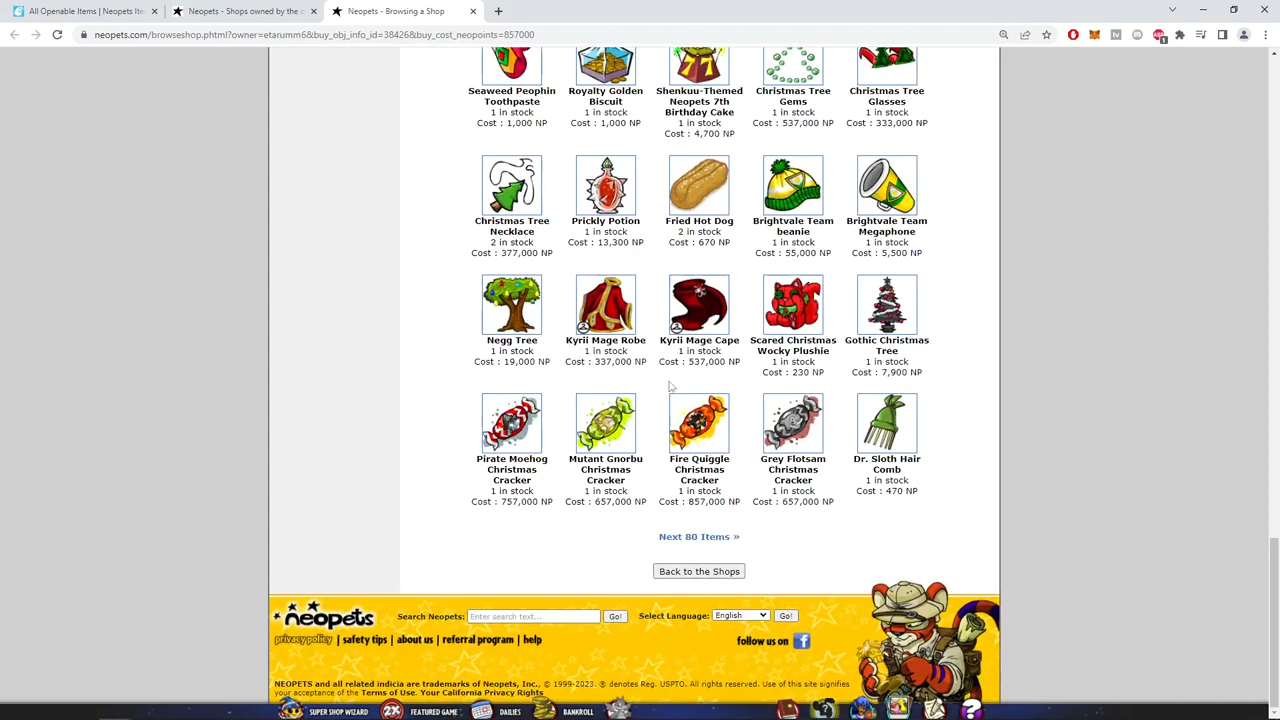 All Openable Items | Neopets Ite
Neopets - Shops owned by the o
Neopets - Browsing a Shop
neopets.com/browseshop.phtml?owner=etarumm6&buy_obj_info_id=38426&buy_cost_neopoints=857000
Seaweed Peophin Toothpaste
1 in stock
Cost : 1,000 NP
Royalty Golden Biscuit
1 in stock
Cost : 1,000 NP
Shenkuu-Themed Neopets 7th Birthday Cake
1 in stock
Cost : 4,700 NP
Christmas Tree Gems
1 in stock
Cost : 537,000 NP
Christmas Tree Glasses
1 in stock
Cost : 333,000 NP
Christmas Tree Necklace
2 in stock
Cost : 377,000 NP
Prickly Potion
1 in stock
Cost : 13,300 NP
Fried Hot Dog
2 in stock
Cost : 670 NP
Brightvale Team beanie
1 in stock
Cost : 55,000 NP
Brightvale Team Megaphone
1 in stock
Cost : 5,500 NP
Negg Tree
1 in stock
Cost : 19,000 NP
Kyrii Mage Robe
1 in stock
Cost : 337,000 NP
Kyrii Mage Cape
1 in stock
Cost : 537,000 NP
Scared Christmas Wocky Plushie
1 in stock
Cost : 230 NP
Gothic Christmas Tree
1 in stock
Cost : 7,900 NP
Pirate Moehog Christmas Cracker
1 in stock
Cost : 757,000 NP
Mutant Gnorbu Christmas Cracker
1 in stock
Cost : 657,000 NP
Fire Quiggle Christmas Cracker
1 in stock
Cost : 857,000 NP
Grey Flotsam Christmas Cracker
1 in stock
Cost : 657,000 NP
Dr. Sloth Hair Comb
1 in stock
Cost : 470 NP
Next 80 Items »
Back to the Shops
neopets
Search Neopets: Enter search text... Go! Select Language: English Go!
privacy policy | safety tips | about us | referral program | help
follow us on f
NEOPETS and all related indicia are trademarks of Neopets, Inc., © 1999-2023. ® denotes Reg. USPTO. All rights reserved. Use of this site signifies
your acceptance of the Terms of Use. Your California Privacy Rights
SUPER SHOP WIZARD 2X FEATURED GAME DAILIES BANKROLL